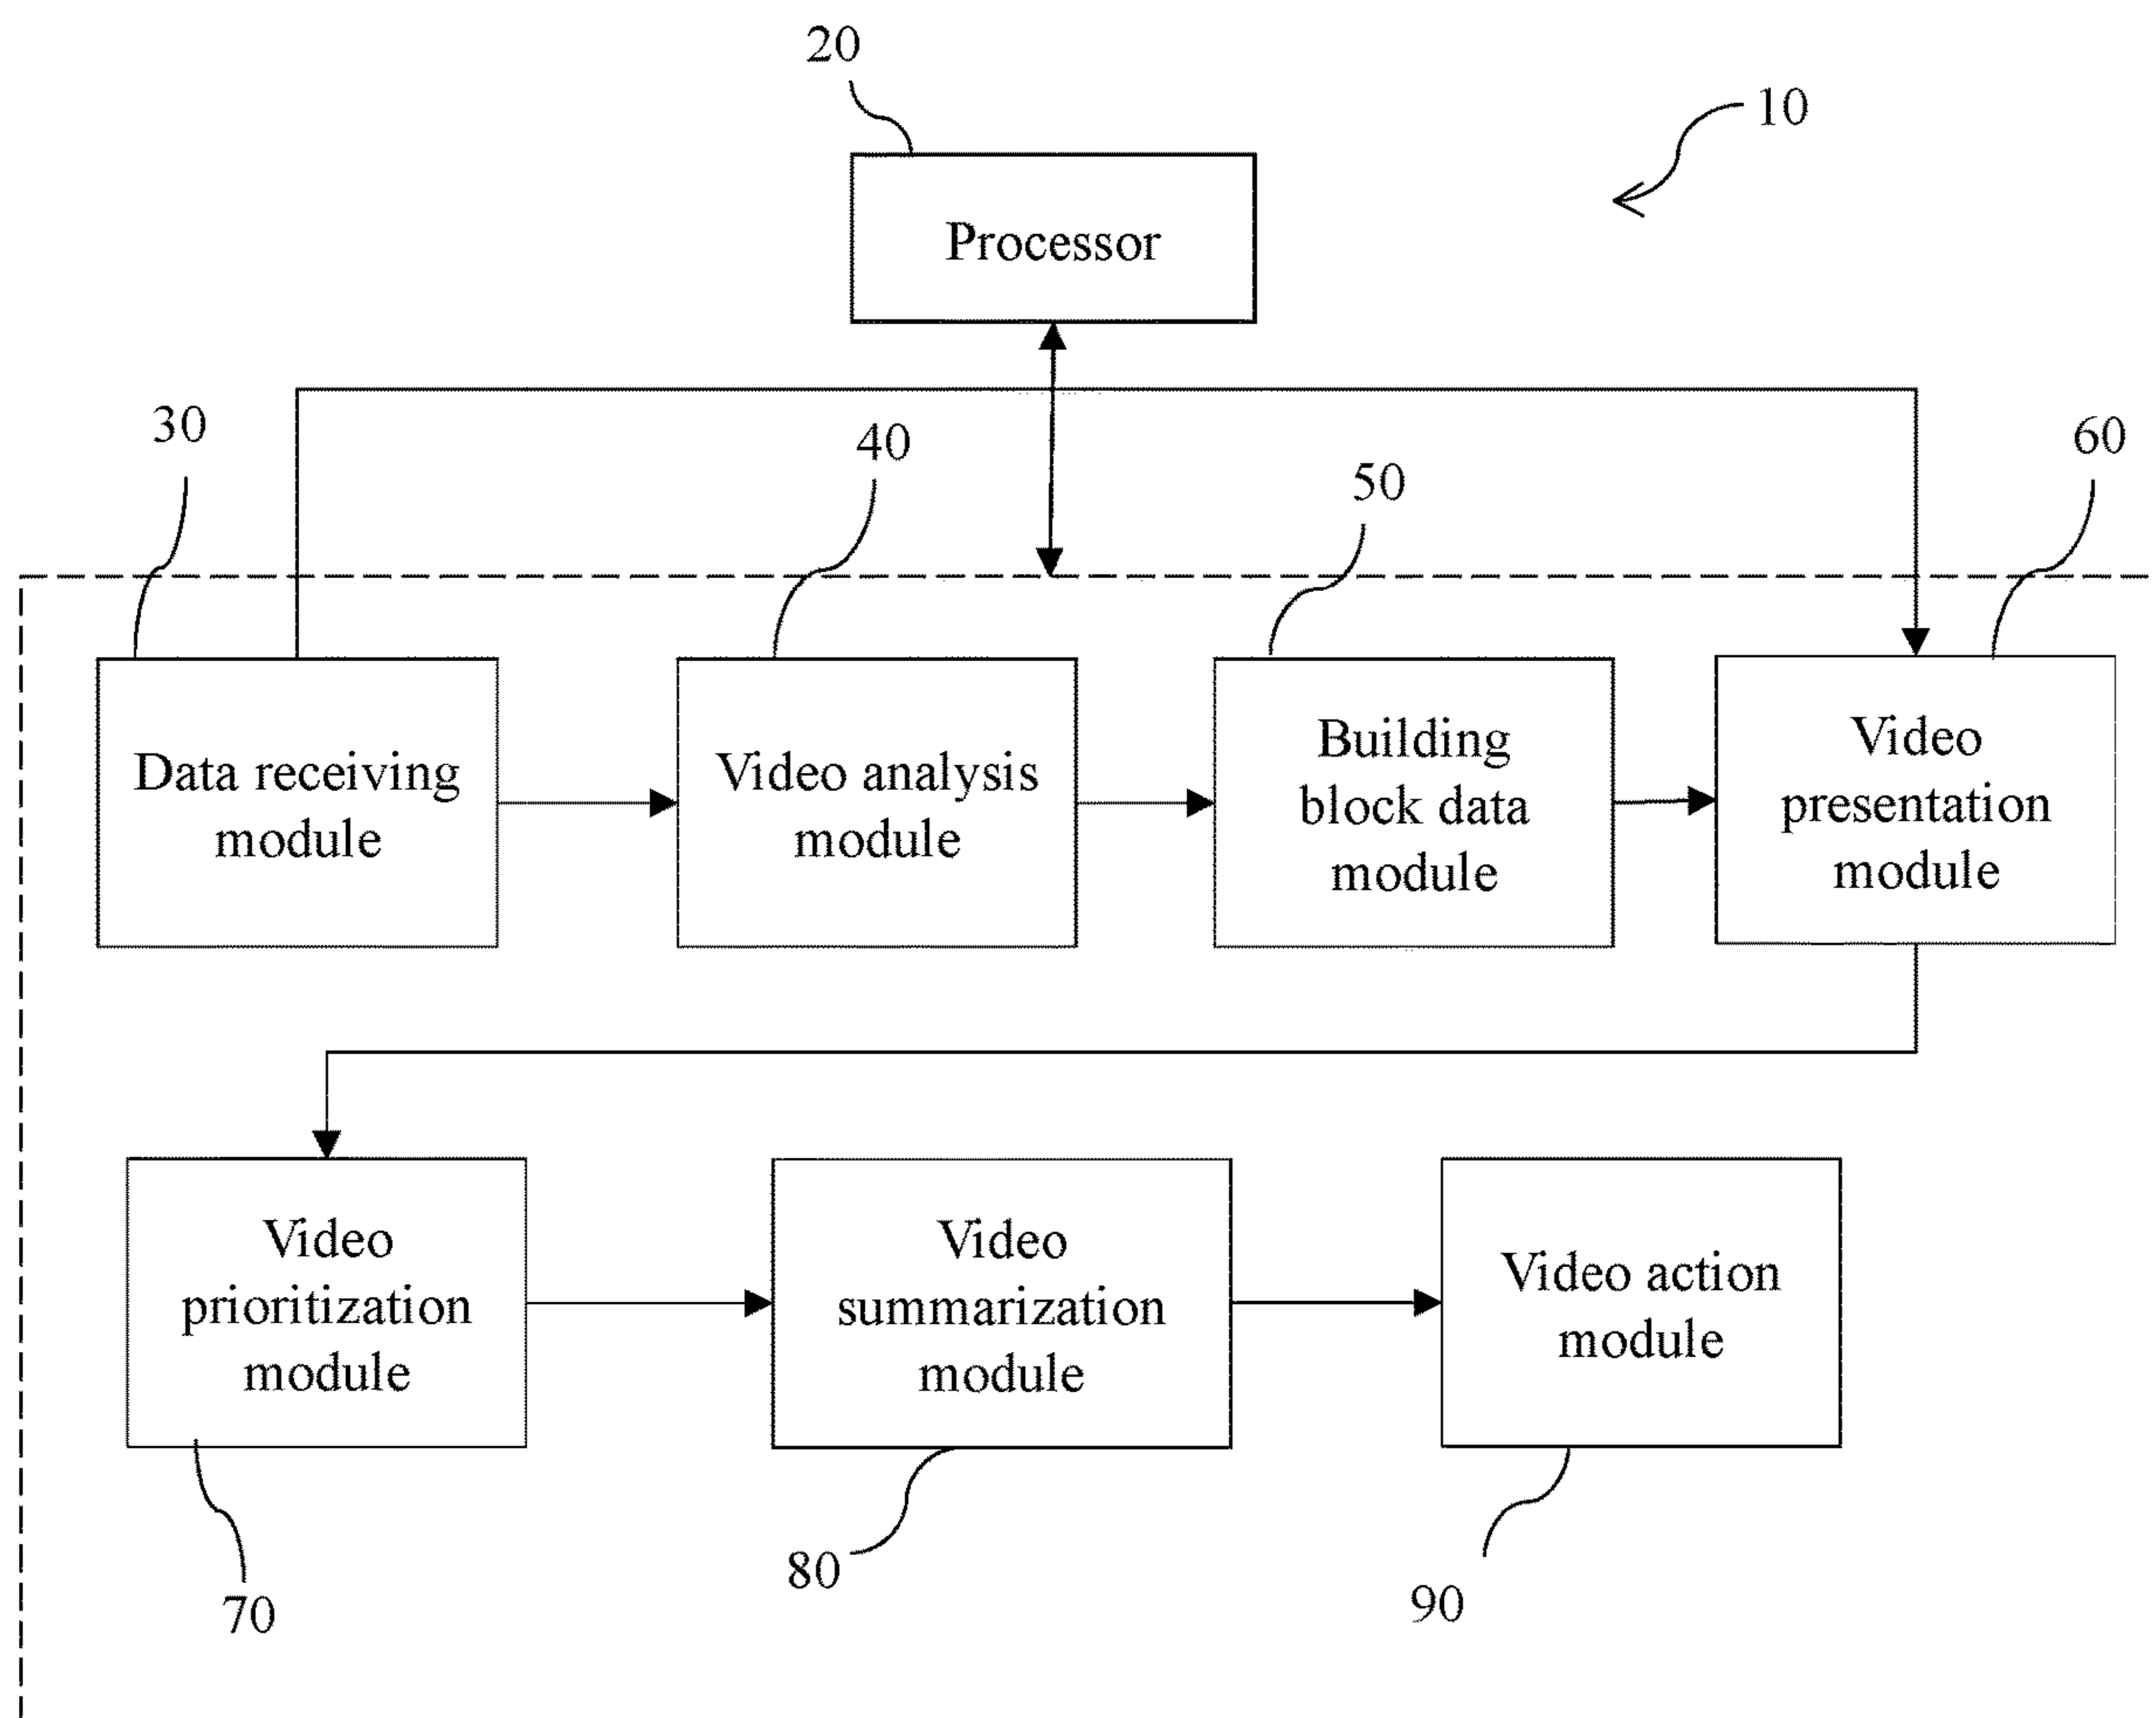 20
10
Processor
30
40
50
60
Data receiving
module
Video analysis
module
Building
block data
module
Video
presentation
module
Video
prioritization
module
Video
summarization
module
Video action
module
70
80
90